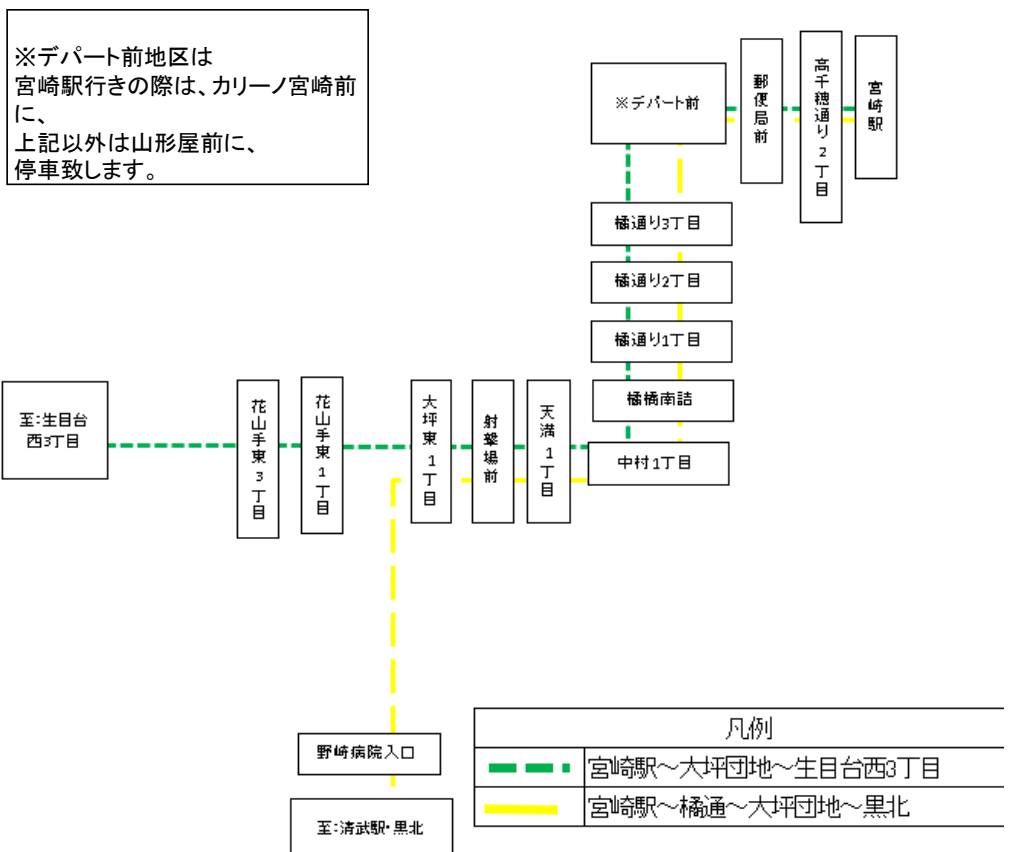 ※デパート前地区は
宮崎駅行きの際は、カリーノ宮崎前
に、
上記以外は山形屋前に、
停車致します。
※デパート前
郵便局前
高千穂通り2丁目
宮崎駅
橘通り3丁目
橘通り2丁目
橘通り1丁目
橘橋南詰
中村1丁目
至:生目台
西3丁目
花山手東3丁目
花山手東1丁目
大坪東1丁目
射撃場前
天満1丁目
野崎病院入口
至:清武駅・黒北
凡例
宮崎駅～大坪団地～生目台西3丁目
宮崎駅～橘通～大坪団地～黒北